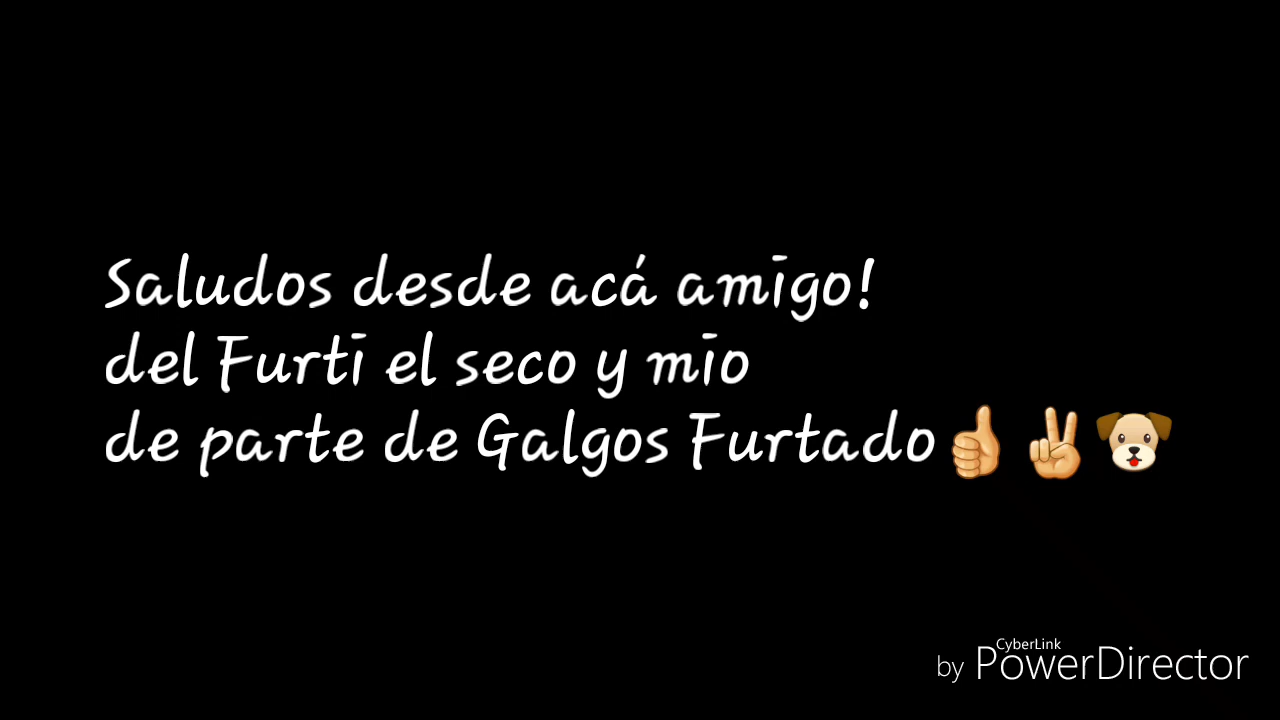 Saludos desde acá amigo!
del Furti el seco y mio
de parte de Galgos Furtado👍✌🐶
CyberLink
by PowerDirector